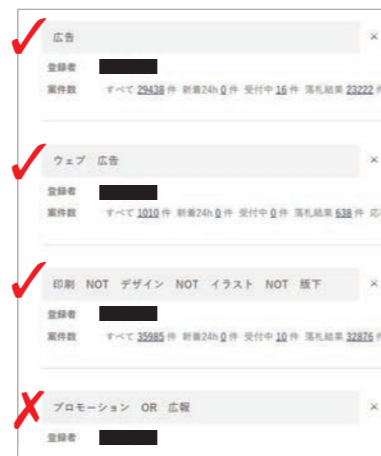 広告 ×
登録者
案件数 すべて 29438 件 新着24h 0 件 受付中 16 件 落札結果 23222 件
ウェブ 広告 ×
登録者
案件数 すべて 1010 件 新着24h 0 件 受付中 0 件 落札結果 638 件 応
印刷 NOT デザイン NOT イラスト NOT 版下 ×
登録者
案件数 すべて 35985 件 新着24h 0 件 受付中 10 件 落札結果 32876 件
プロモーション OR 広報 ×
登録者